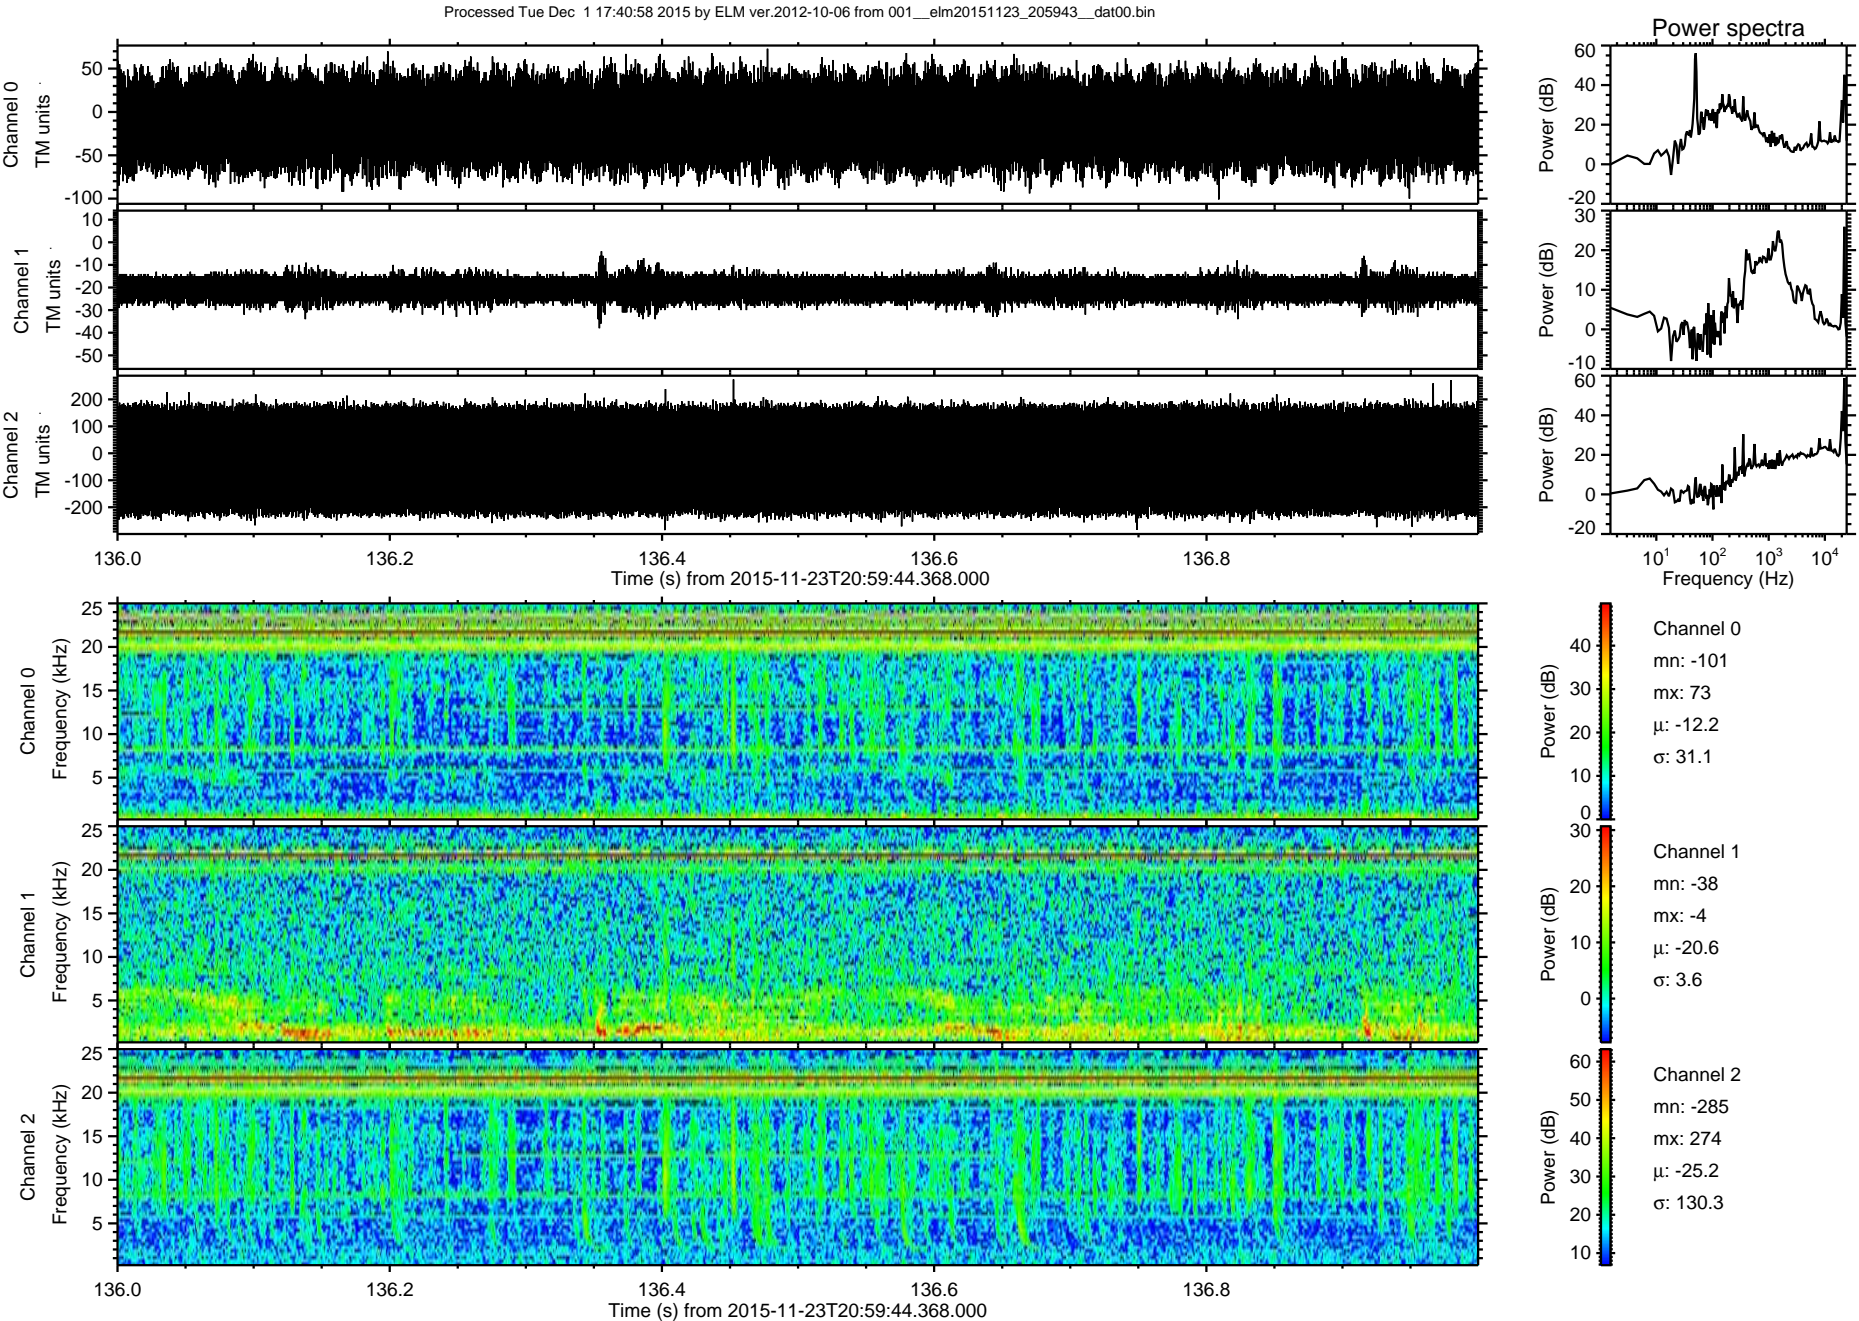 Processed Tue Dec  1 17:40:58 2015 by ELM ver.2012-10-06 from 001__elm20151123_205943__dat00.bin
Power spectra
Channel 0
TM units
50
0
-50
-100
Power (dB)
60
40
20
0
-20
Channel 1
TM units
10
0
-10
-20
-30
-40
-50
Power (dB)
30
20
10
0
-10
Channel 2
TM units
200
100
0
-100
-200
Power (dB)
60
40
20
0
-20
136.0 136.2 136.4 136.6 136.8
Time (s) from 2015-11-23T20:59:44.368.000
10¹ 10² 10³ 10⁴
Frequency (Hz)
Channel 0
Frequency (kHz)
25
20
15
10
5
Power (dB)
40
30
20
10
0
Channel 0
mn: -101
mx: 73
μ: -12.2
σ: 31.1
Channel 1
Frequency (kHz)
25
20
15
10
5
Power (dB)
30
20
10
0
Channel 1
mn: -38
mx: -4
μ: -20.6
σ: 3.6
Channel 2
Frequency (kHz)
25
20
15
10
5
Power (dB)
60
50
40
30
20
10
Channel 2
mn: -285
mx: 274
μ: -25.2
σ: 130.3
136.0 136.2 136.4 136.6 136.8
Time (s) from 2015-11-23T20:59:44.368.000